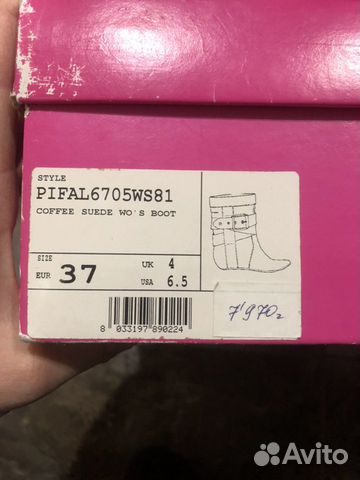 STYLE
PIFAL6705WS81
COFFEE SUEDE WO'S BOOT
SIZE
EUR 37
UK 4
USA 6.5
8 033197 890224
7'970
Avito